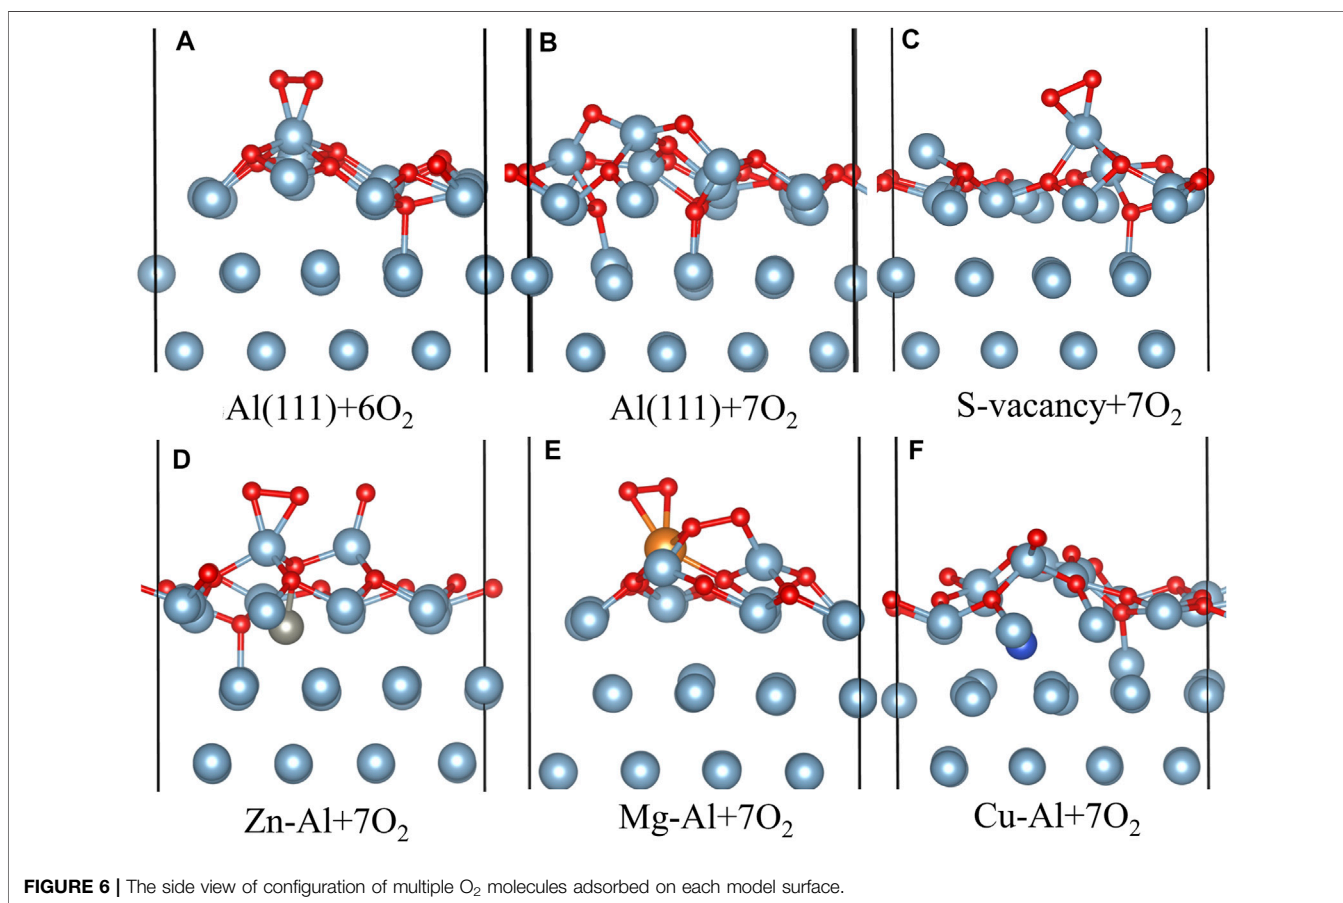 A
B
C
Al(111)+6O₂
Al(111)+7O₂
S-vacancy+7O₂
D
E
F
Zn-Al+7O₂
Mg-Al+7O₂
Cu-Al+7O₂
FIGURE 6 | The side view of configuration of multiple O₂ molecules adsorbed on each model surface.